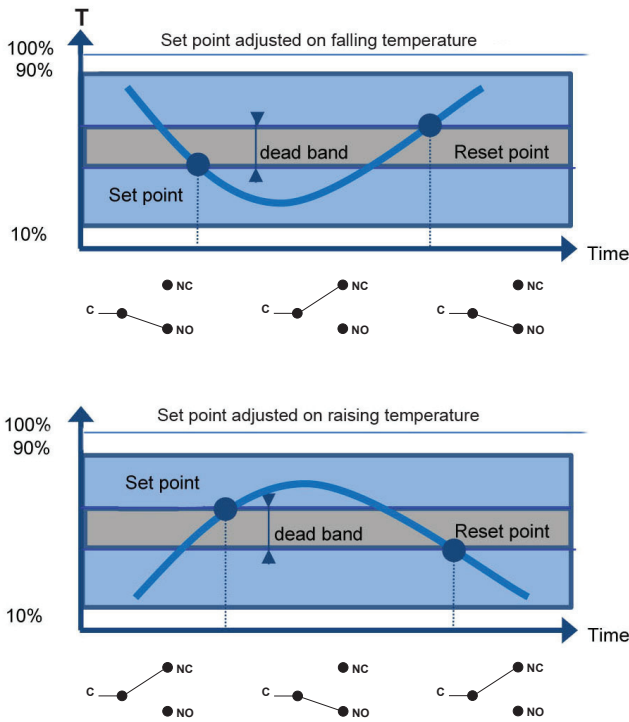 T
100%
Set point adjusted on falling temperature
90%
dead band
Reset point
Set point
10%
Time
NC
NC
NC
C
C
C
NO
NO
NO
100%
Set point adjusted on raising temperature
90%
Set point
dead band
Reset point
10%
Time
NC
NC
NC
C
C
C
NO
NO
NO